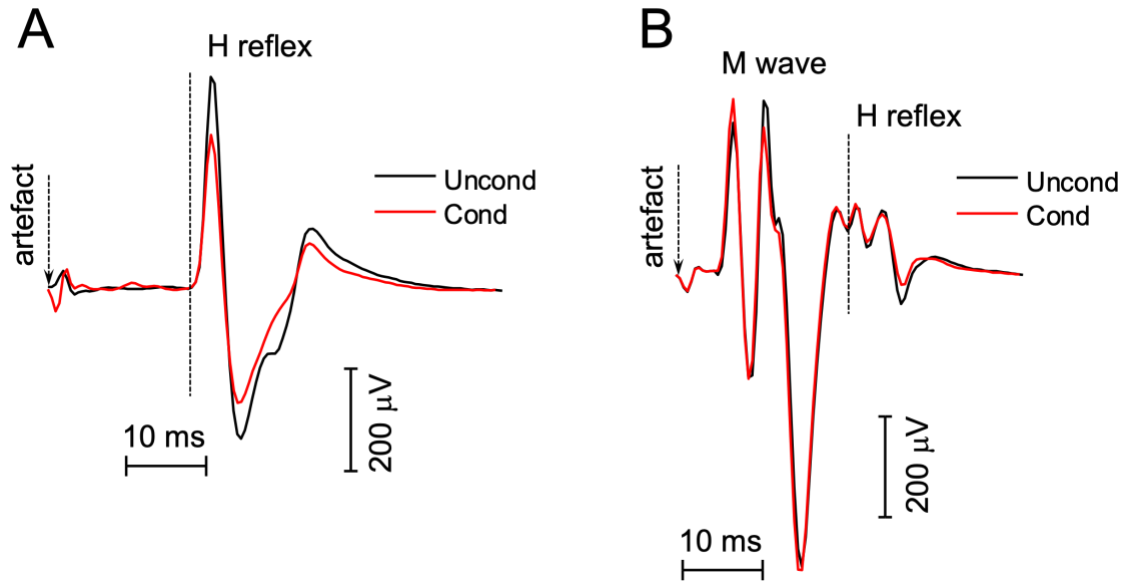 A
H reflex
artefact
Uncond
Cond
10 ms
200 μV
B
M wave
H reflex
artefact
Uncond
Cond
10 ms
200 μV